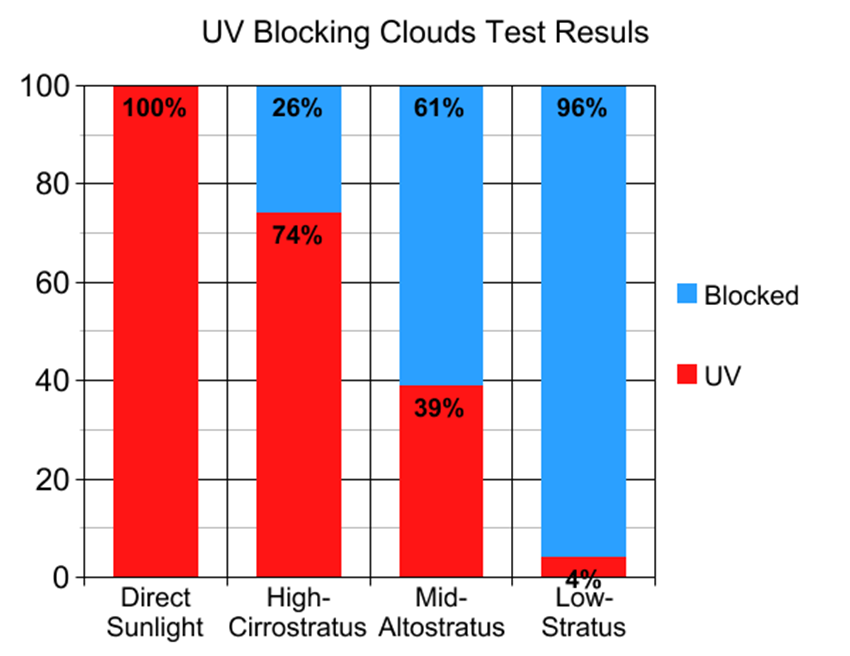 UV Blocking Clouds Test Resuls
100
80
60
40
20
0
100%
26%
61%
96%
74%
39%
4%
Blocked
UV
Direct
Sunlight
High-
Cirrostratus
Mid-
Altostratus
Low-
Stratus